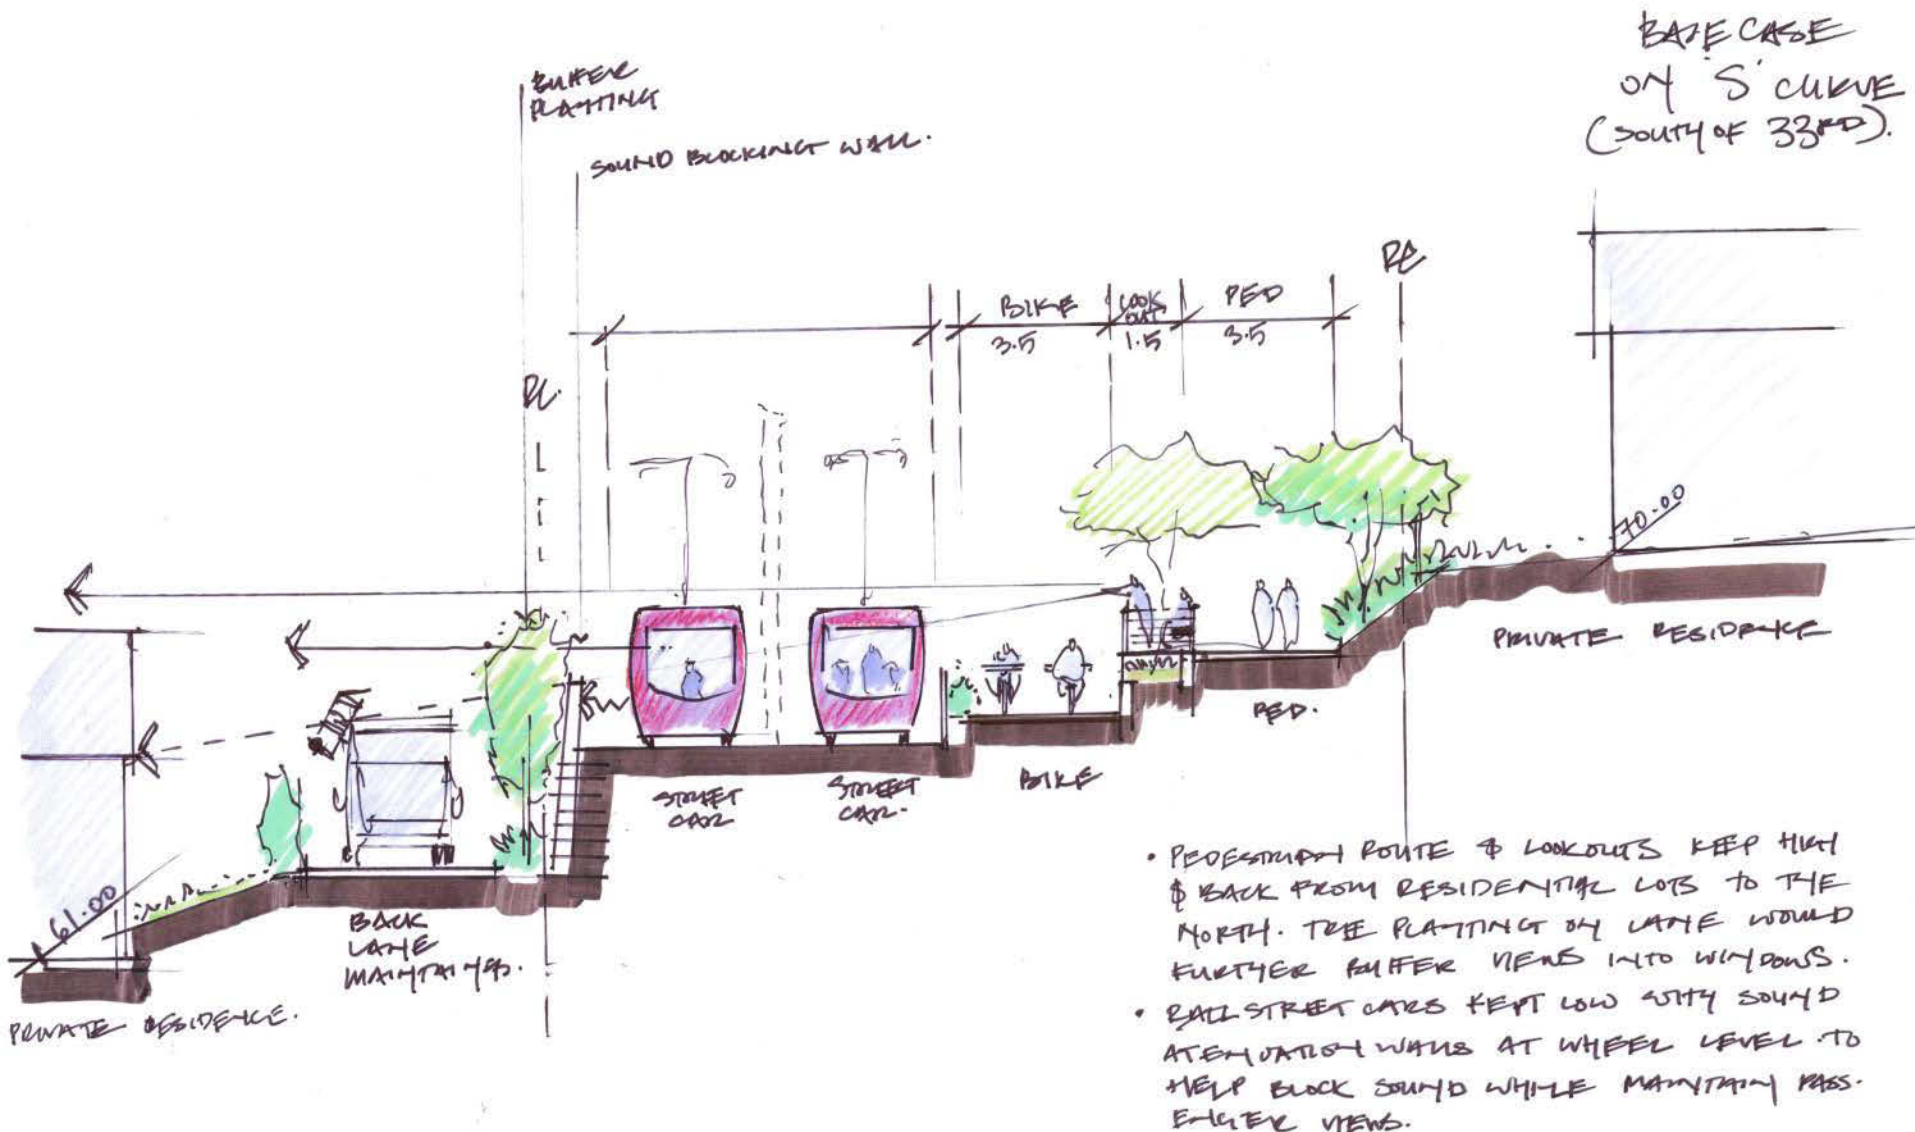 BASE CASE
ON 'S' CURVE
(SOUTH OF 33RD).
BUFFER
PLANTING
SOUND BLOCKING WALL.
PL
BIKE
3.5
LOOK
OUT
1.5
PED
3.5
PL.
70.00
PRIVATE RESIDENCE
PED.
BIKE
STREET
CAR
STREET
CAR.
61.00
BACK
LANE
MAINTAINED.
PRIVATE RESIDENCE.
• PEDESTRIAN ROUTE & LOOKOUTS KEEP HIGH
& BACK FROM RESIDENTIAL LOTS TO THE
NORTH. TREE PLANTING ON LANE WOULD
FURTHER BUFFER VIEWS INTO WINDOWS.
• RAIL STREET CARS KEPT LOW WITH SOUND
ATENUATION WALLS AT WHEEL LEVEL TO
HELP BLOCK SOUND WHILE MAINTAIN PASS-
ENGER VIEWS.